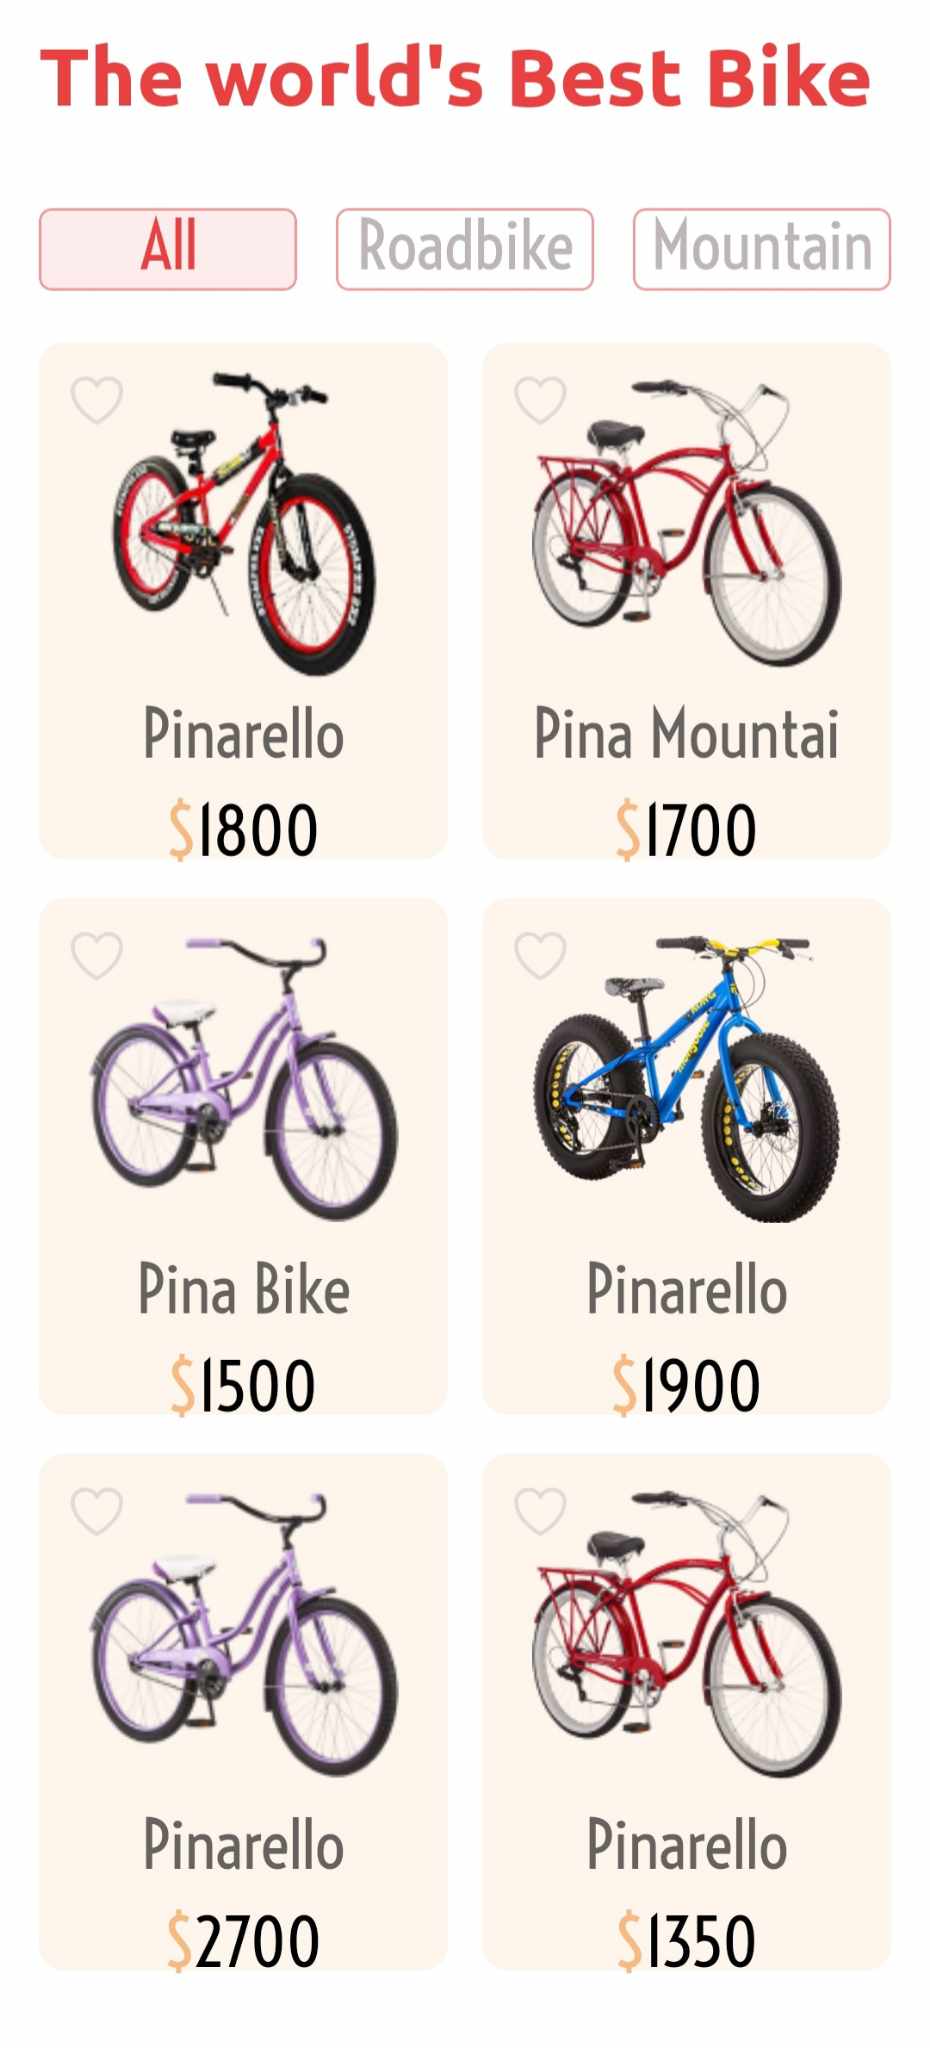 The world's Best Bike
All Roadbike Mountain
Pinarello Pina Mountai
$1800 $1700
Pina Bike Pinarello
$1500 $1900
Pinarello Pinarello
$2700 $1350